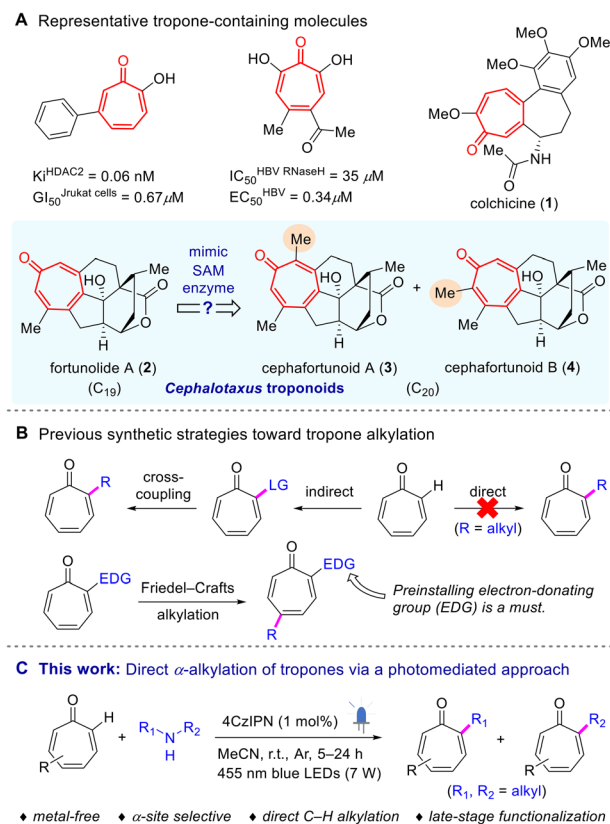 A Representative tropone-containing molecules
O
OH
Ki^HDAC2 = 0.06 nM
GI50^Jrukat cells = 0.67 μM
HO O OH
Me O Me
IC50^HBV RNaseH = 35 μM
EC50^HBV = 0.34 μM
OMe
MeO
OMe
MeO
O
Me
N
H
O
colchicine (1)
O
HO
Me
Me
O
O
H
fortunolide A (2)
(C19)
mimic
SAM
enzyme
?
Me
O
HO
Me
Me
O
O
H
cephafortunoid A (3)
+
O
HO
Me
Me
Me
O
O
H
cephafortunoid B (4)
Cephalotaxus troponoids
(C20)
B Previous synthetic strategies toward tropone alkylation
O
R
cross-
coupling
O
LG
indirect
O
H
direct
(R = alkyl)
O
R
O
EDG
Friedel–Crafts
alkylation
O
EDG
R
Preinstalling electron-donating
group (EDG) is a must.
C This work: Direct α-alkylation of tropones via a photomediated approach
O
H
R
+
R1 N R2
H
4CzIPN (1 mol%)
MeCN, r.t., Ar, 5–24 h
455 nm blue LEDs (7 W)
O
R1
R
+
O
R2
R
(R1, R2 = alkyl)
♦ metal-free ♦ α-site selective ♦ direct C–H alkylation ♦ late-stage functionalization